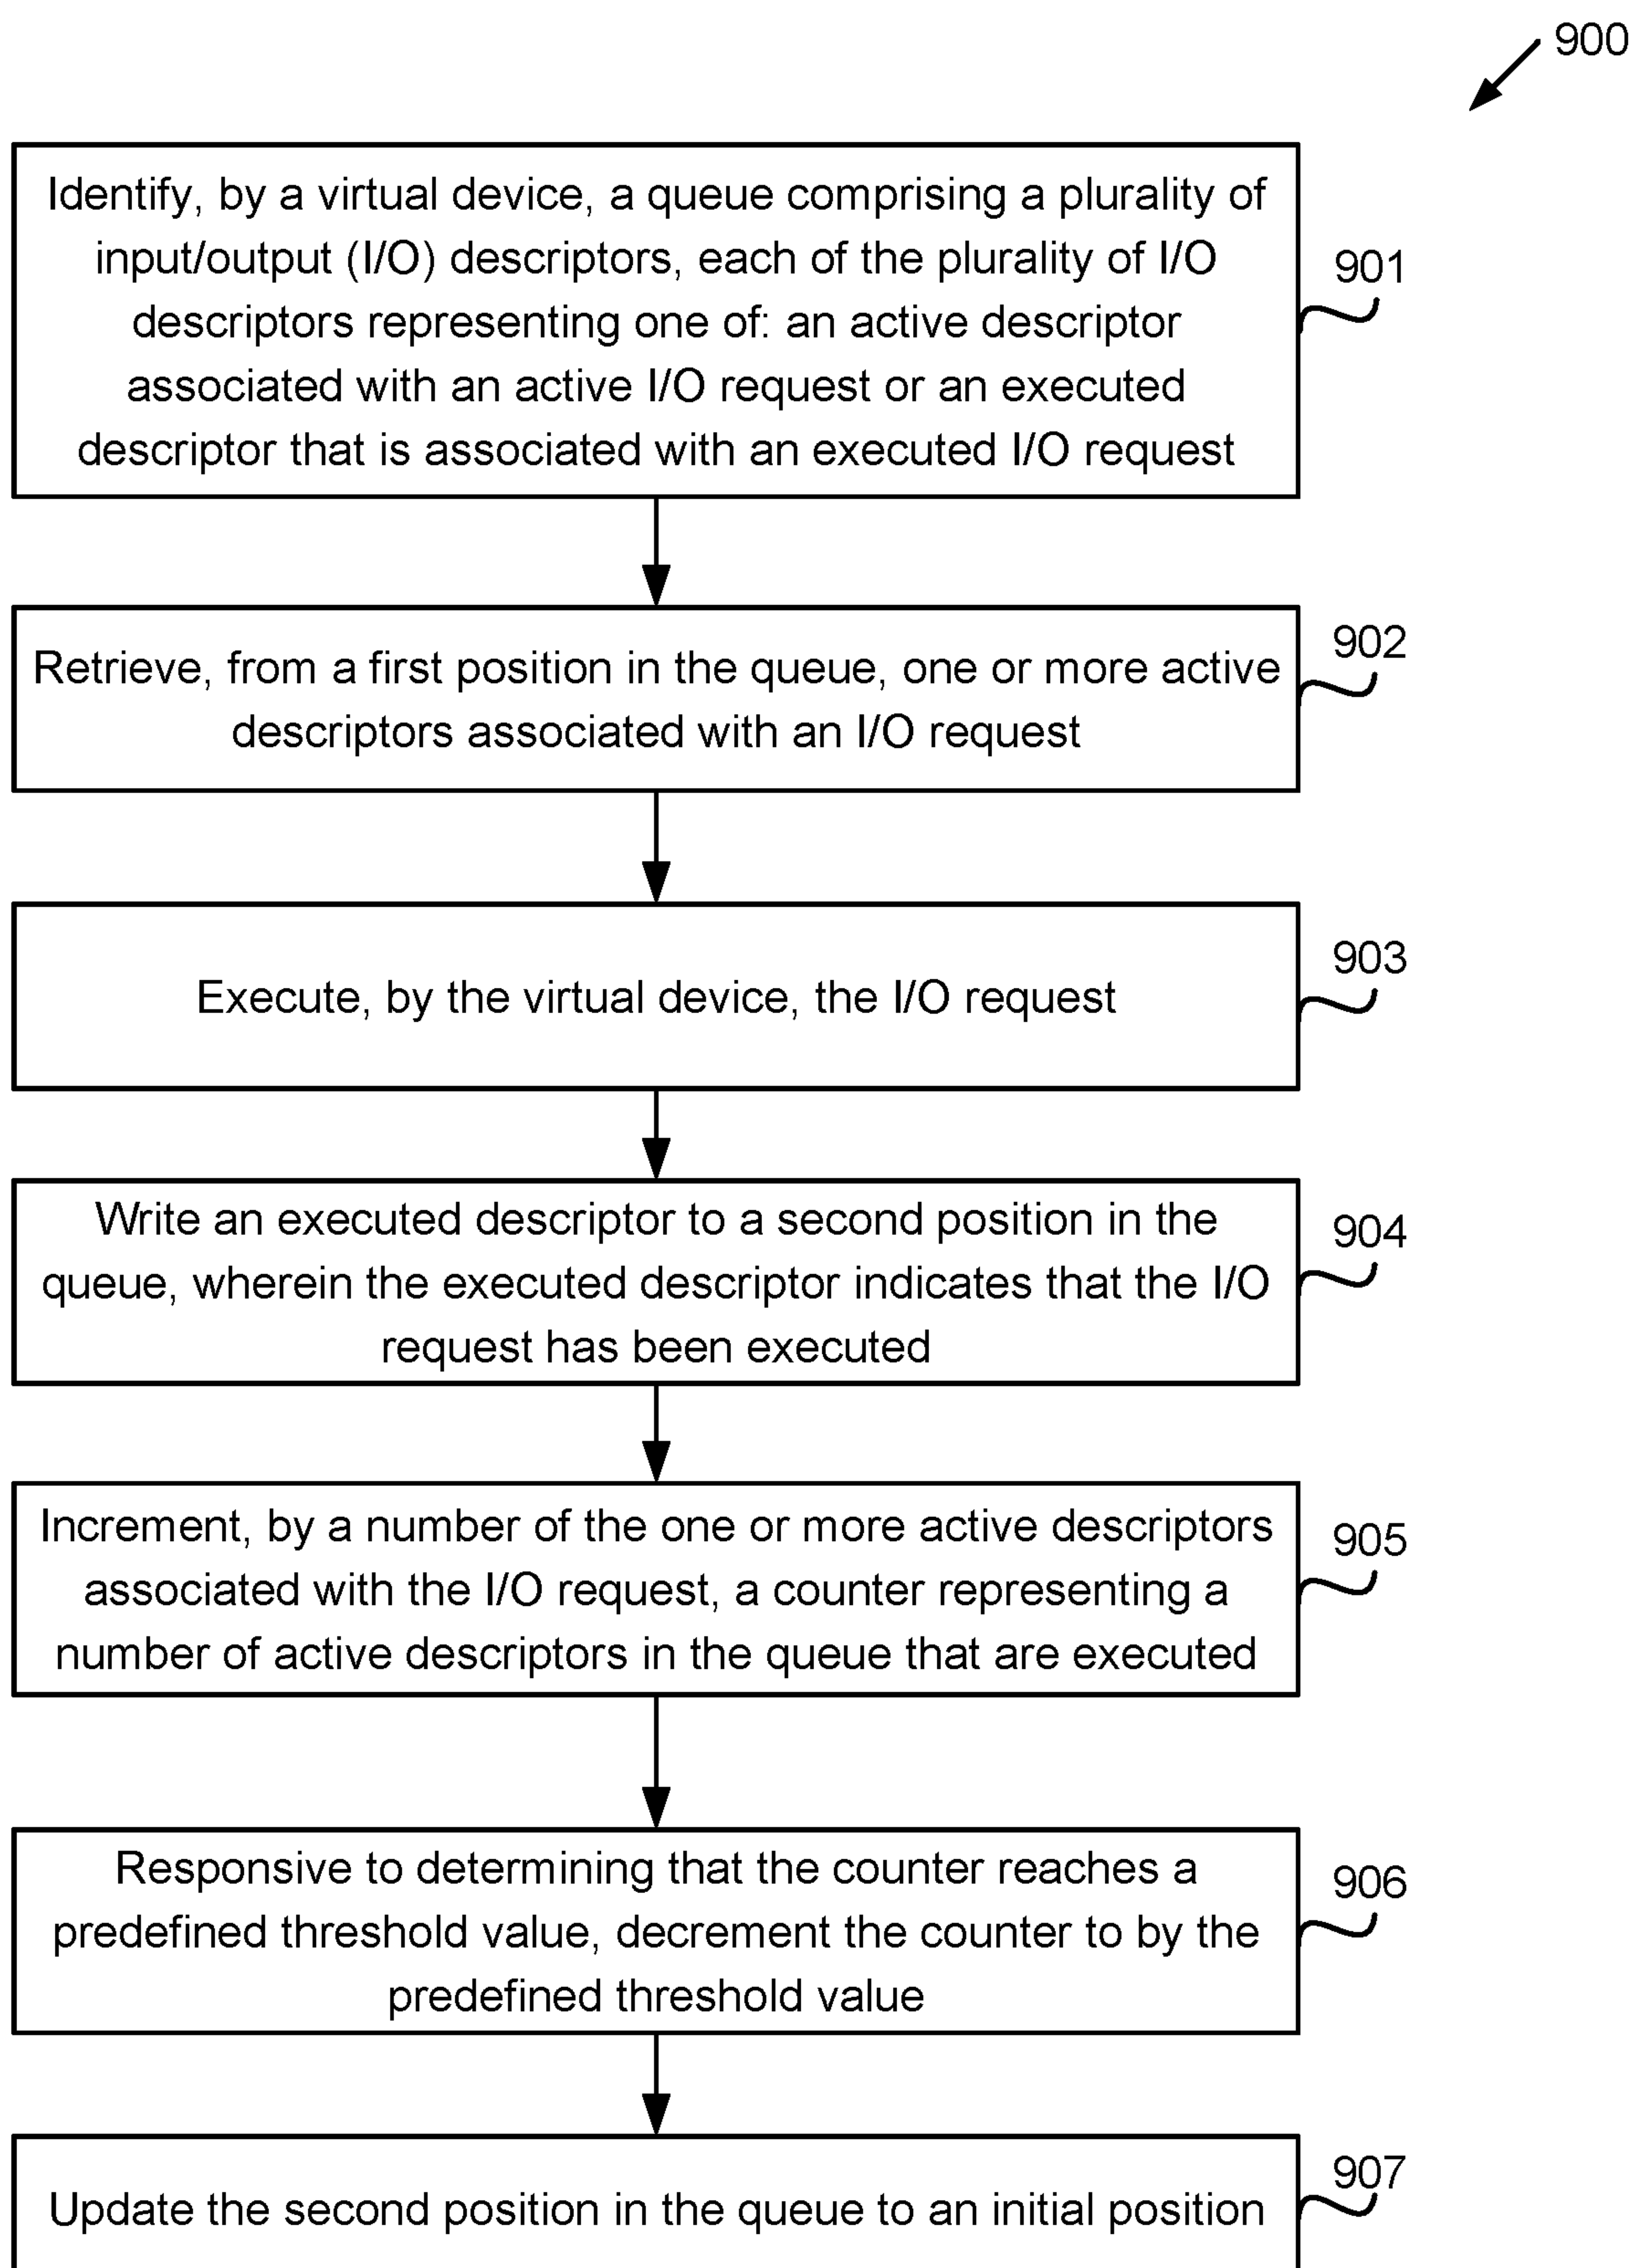 900
Identify, by a virtual device, a queue comprising a plurality of
input/output (I/O) descriptors, each of the plurality of I/O
descriptors representing one of: an active descriptor
associated with an active I/O request or an executed
descriptor that is associated with an executed I/O request
901
Retrieve, from a first position in the queue, one or more active
descriptors associated with an I/O request
902
Execute, by the virtual device, the I/O request
903
Write an executed descriptor to a second position in the
queue, wherein the executed descriptor indicates that the I/O
request has been executed
904
Increment, by a number of the one or more active descriptors
associated with the I/O request, a counter representing a
number of active descriptors in the queue that are executed
905
Responsive to determining that the counter reaches a
predefined threshold value, decrement the counter to by the
predefined threshold value
906
Update the second position in the queue to an initial position
907